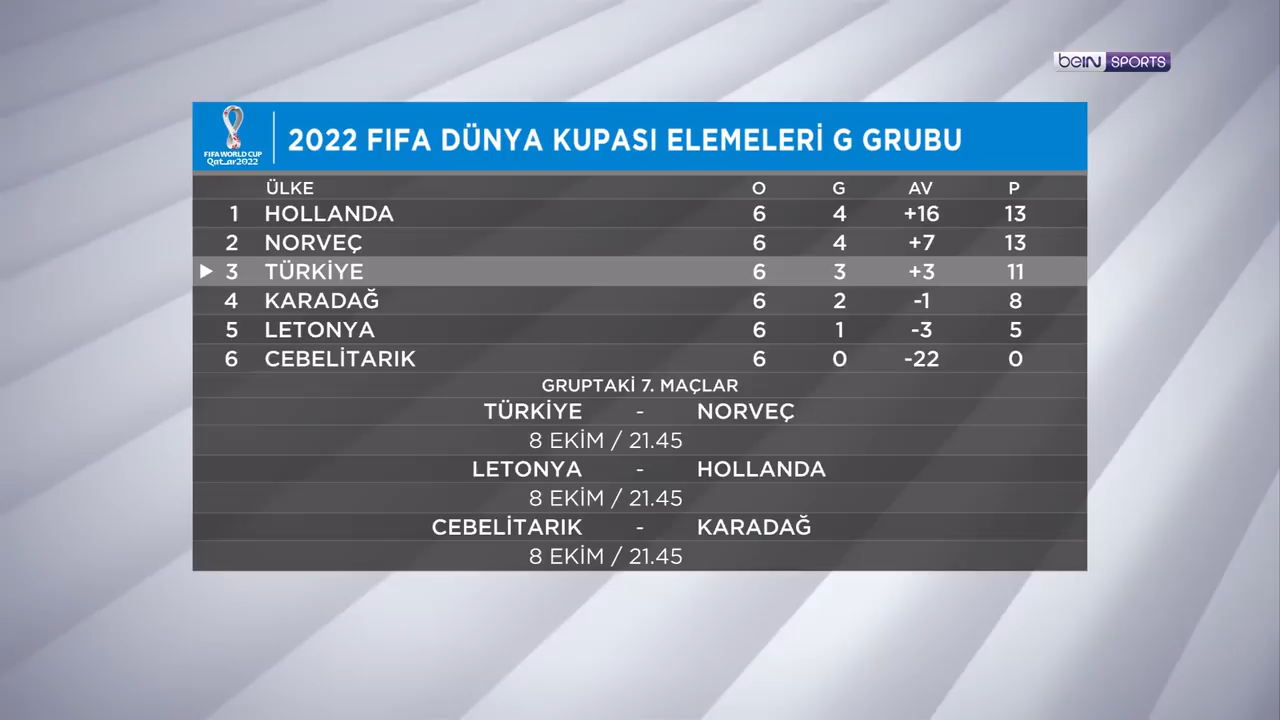 beIN SPORTS
FIFA WORLD CUP
Qatar2022
2022 FIFA DÜNYA KUPASI ELEMELERİ G GRUBU
ÜLKE O G AV P
1 HOLLANDA 6 4 +16 13
2 NORVEÇ 6 4 +7 13
3 TÜRKİYE 6 3 +3 11
4 KARADAĞ 6 2 -1 8
5 LETONYA 6 1 -3 5
6 CEBELİTARIK 6 0 -22 0
GRUPTAKİ 7. MAÇLAR
TÜRKİYE - NORVEÇ
8 EKİM / 21.45
LETONYA - HOLLANDA
8 EKİM / 21.45
CEBELİTARIK - KARADAĞ
8 EKİM / 21.45